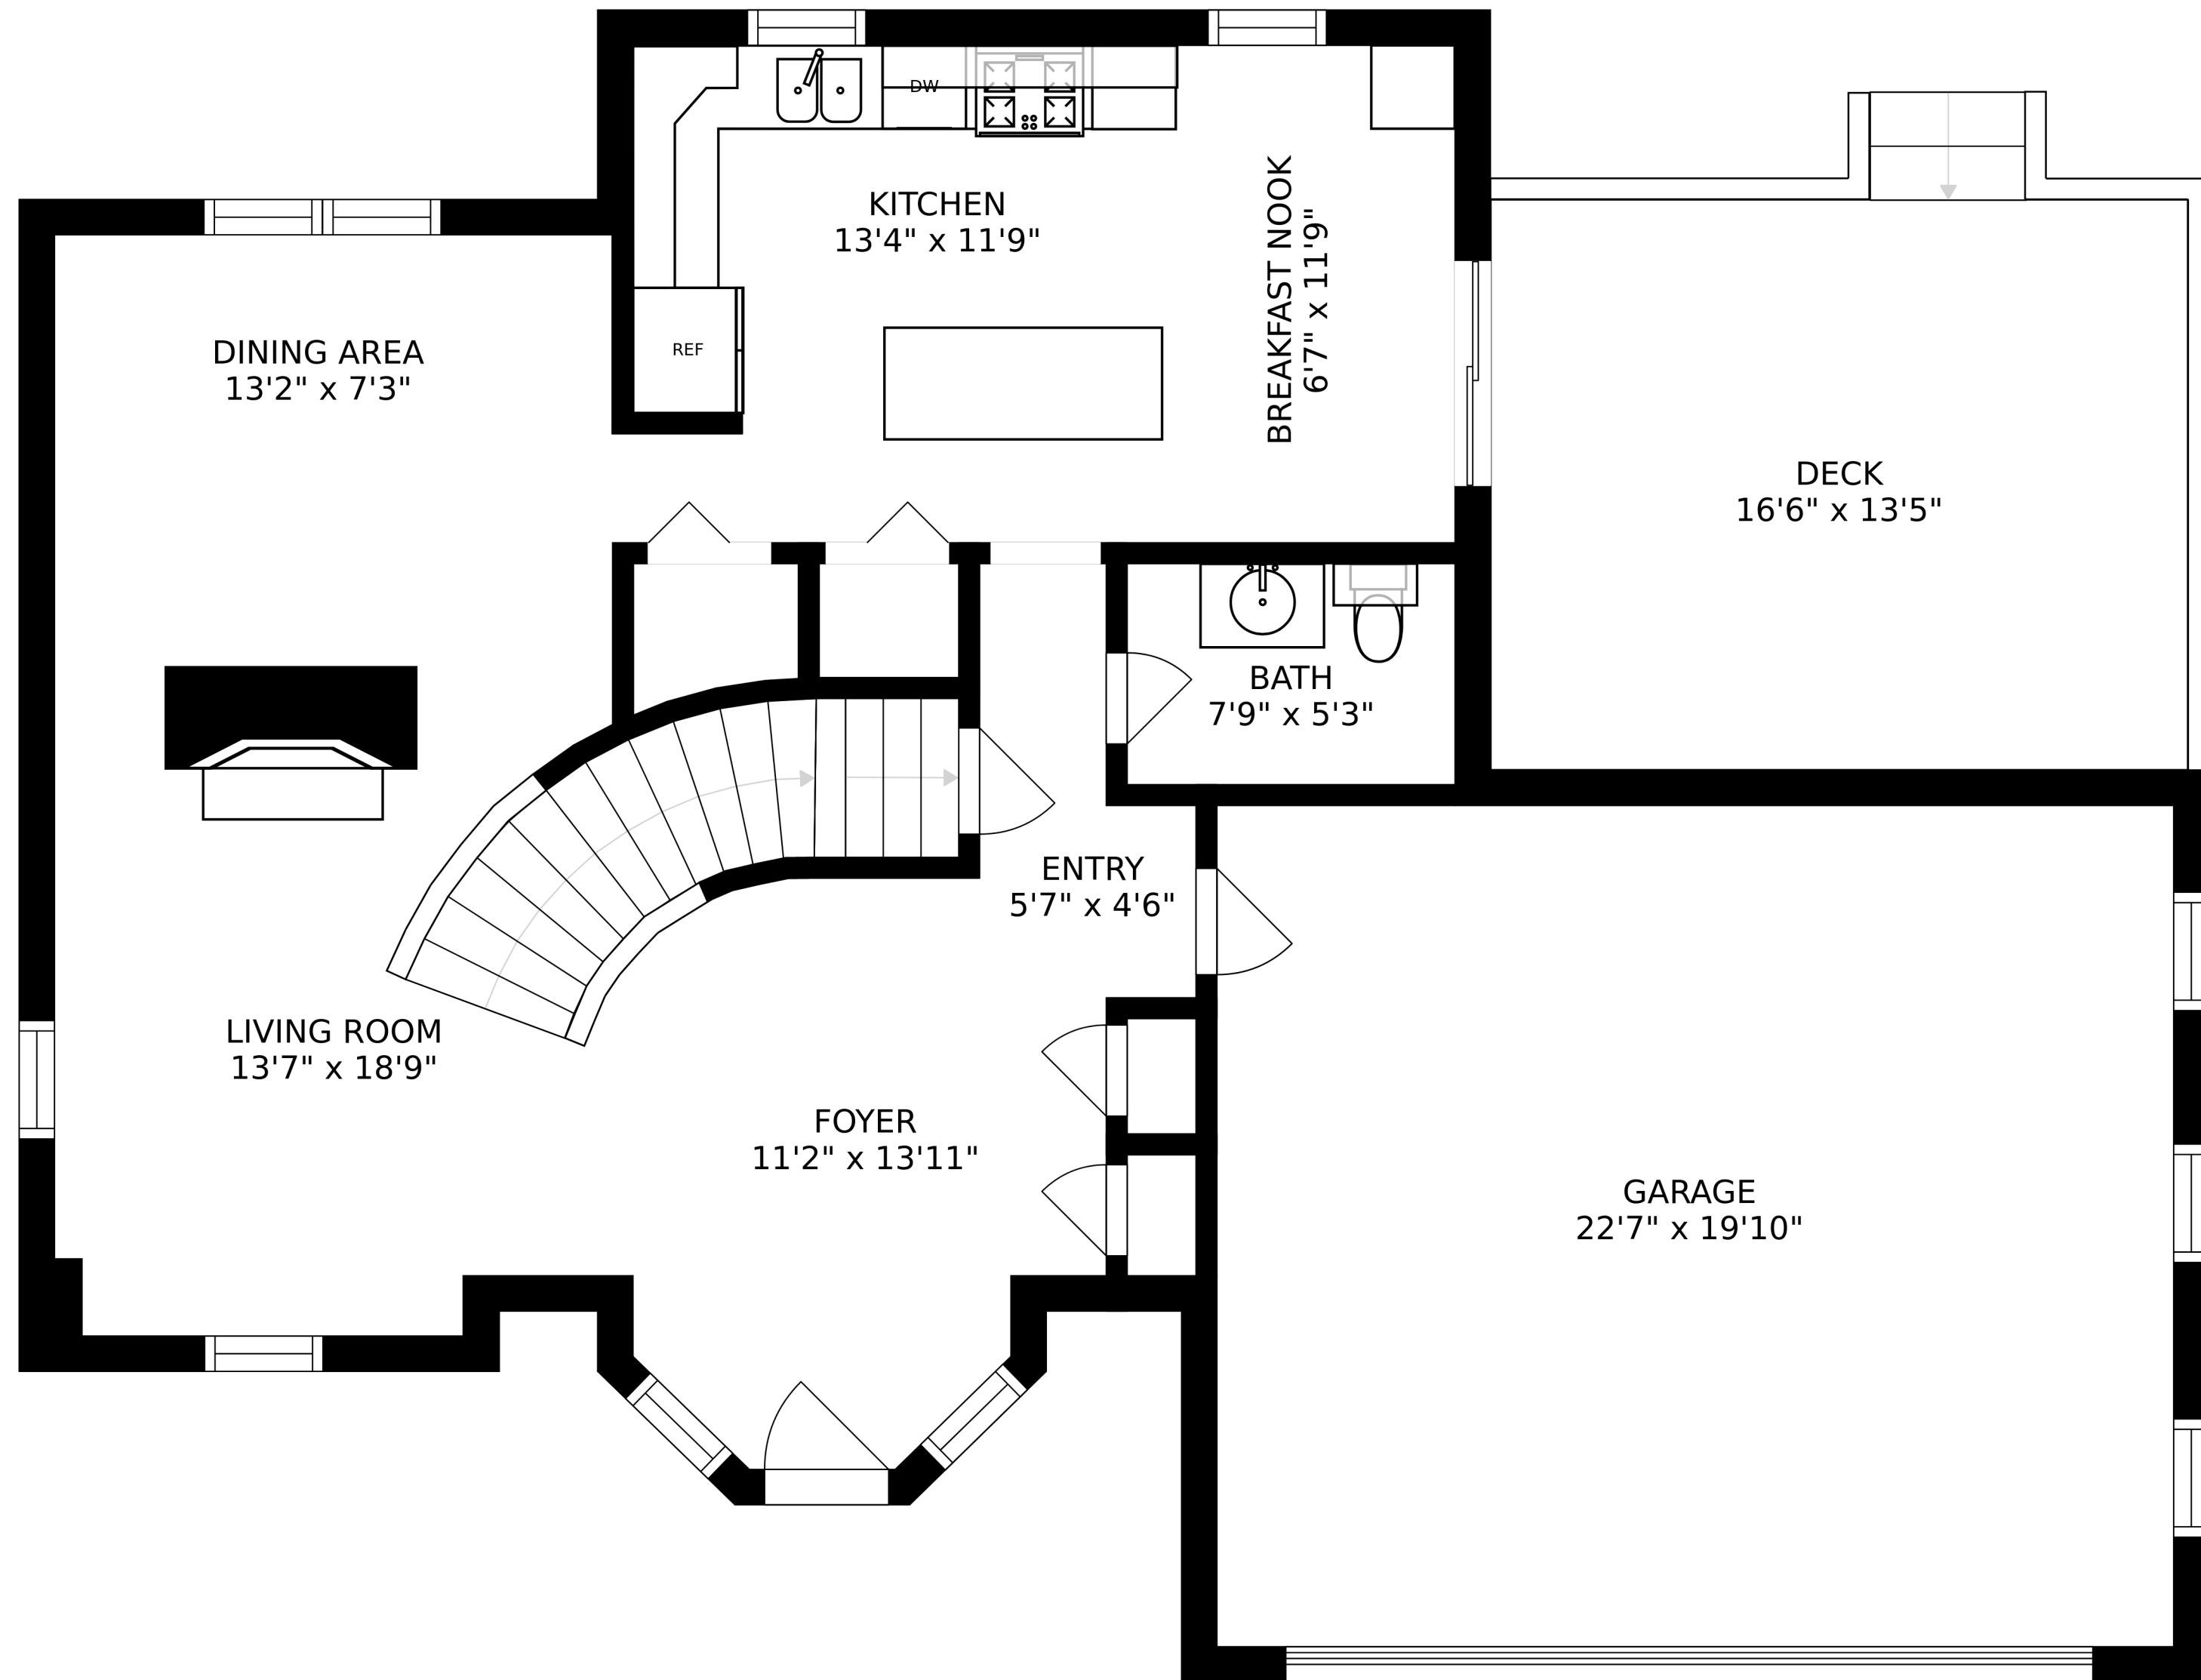 DW
KITCHEN
13'4" x 11'9"
BREAKFAST NOOK
6'7" x 11'9"
REF
DINING AREA
13'2" x 7'3"
DECK
16'6" x 13'5"
BATH
7'9" x 5'3"
ENTRY
5'7" x 4'6"
LIVING ROOM
13'7" x 18'9"
FOYER
11'2" x 13'11"
GARAGE
22'7" x 19'10"